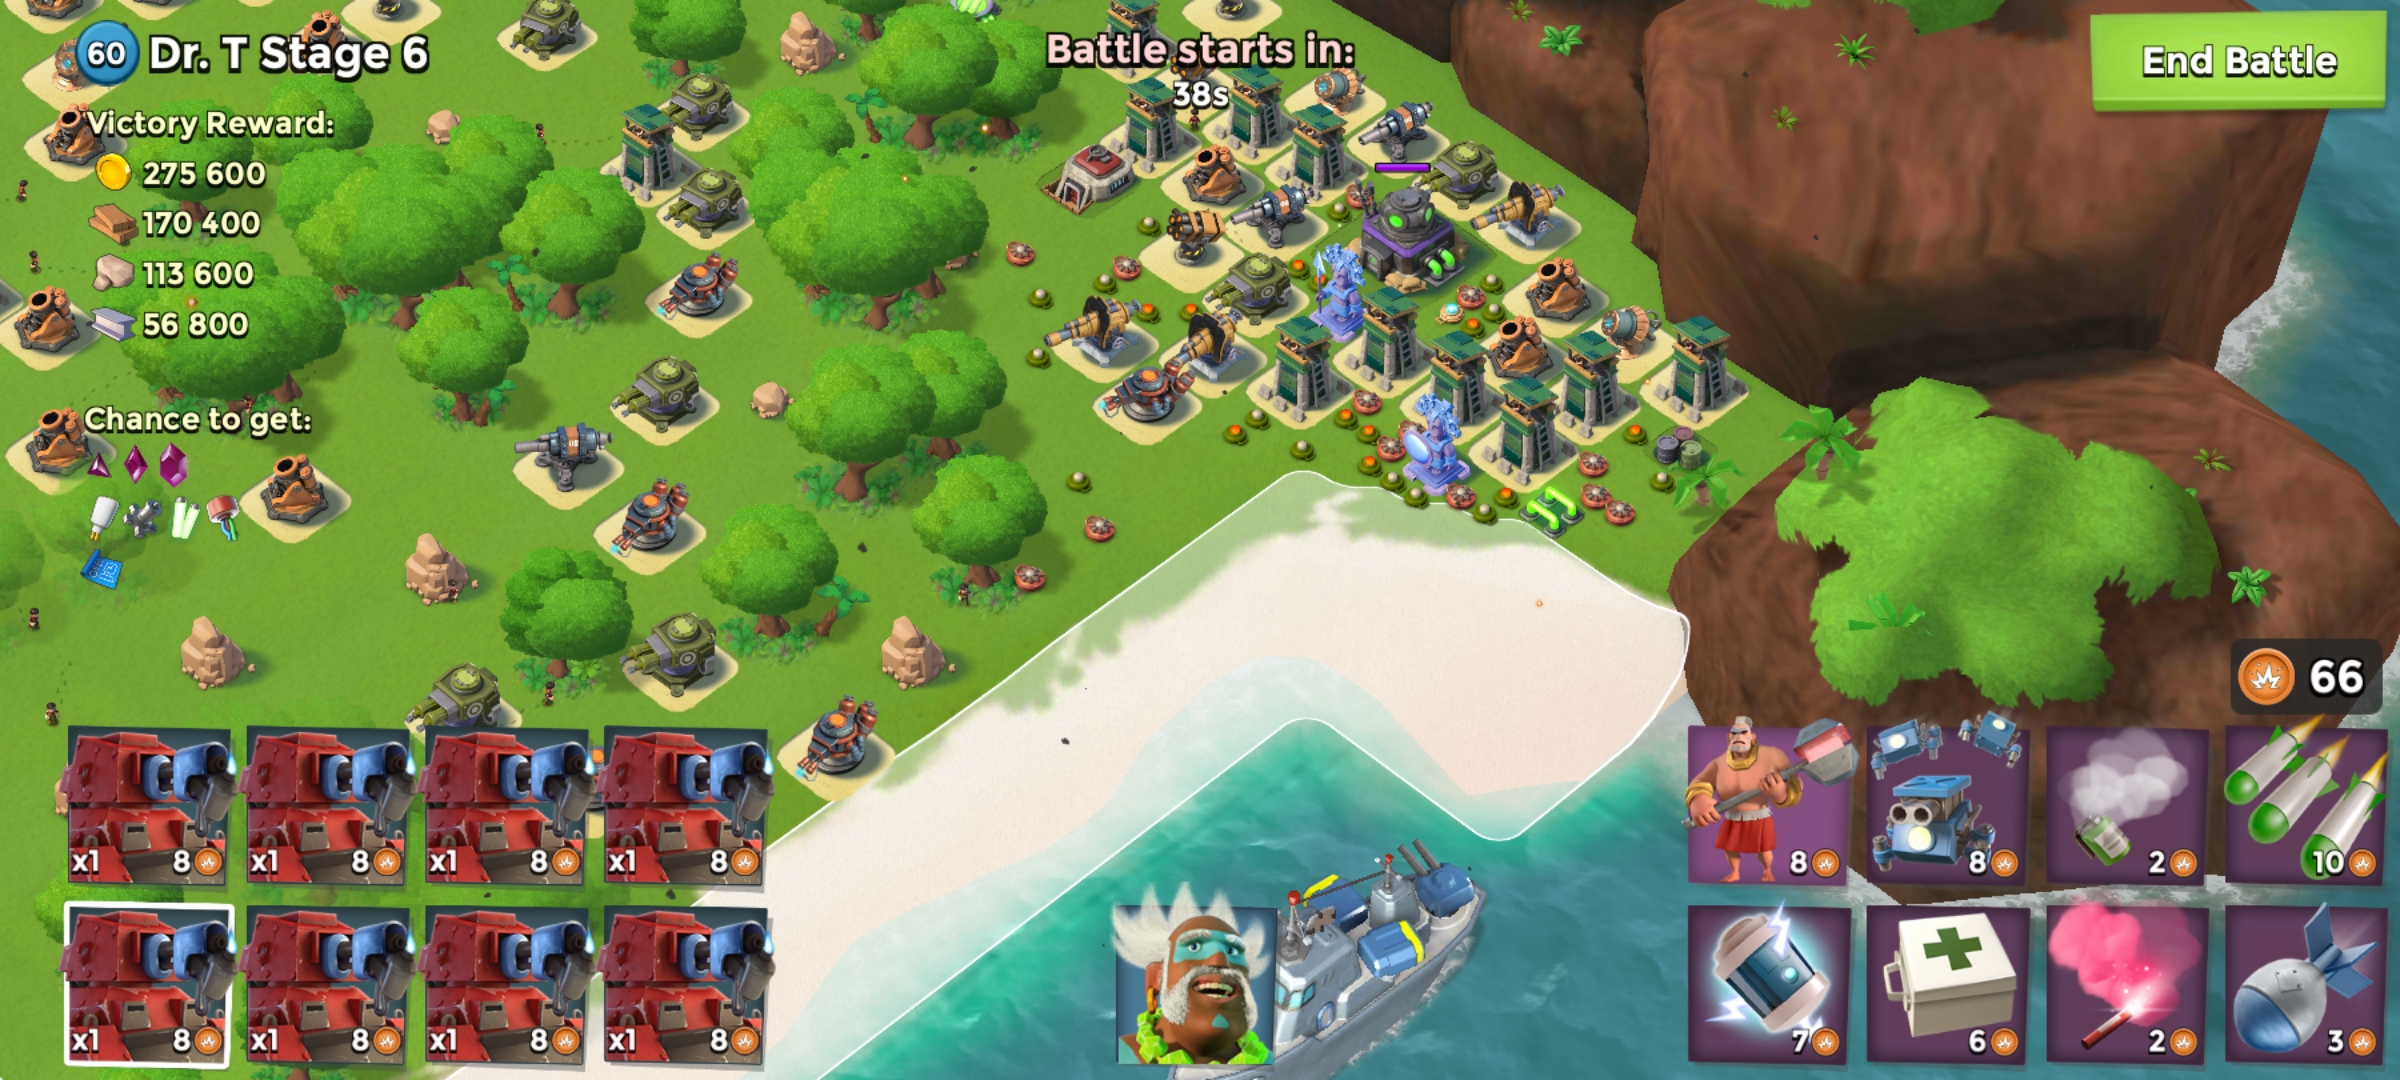 60 Dr. T Stage 6
Battle starts in:
38s
End Battle
Victory Reward:
275 600
170 400
113 600
56 800
Chance to get:
66
x1 8
x1 8
x1 8
x1 8
8
8
2
10
x1 8
x1 8
x1 8
x1 8
7
6
2
3